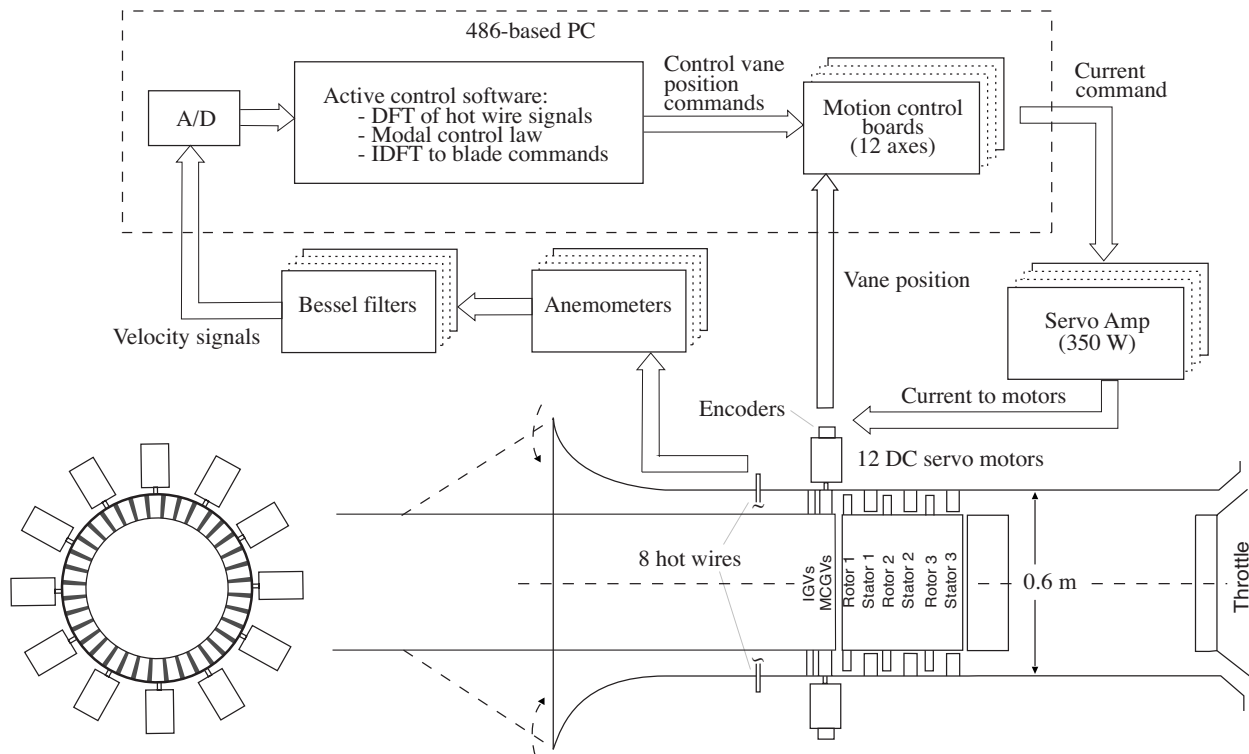 486-based PC
A/D
Active control software:
- DFT of hot wire signals
- Modal control law
- IDFT to blade commands
Control vane
position
commands
Motion control
boards
(12 axes)
Current
command
Bessel filters
Anemometers
Vane position
Velocity signals
Servo Amp
(350 W)
Current to motors
Encoders
12 DC servo motors
8 hot wires
IGVs
MCGVs
Rotor 1
Stator 1
Rotor 2
Stator 2
Rotor 3
Stator 3
0.6 m
Throttle